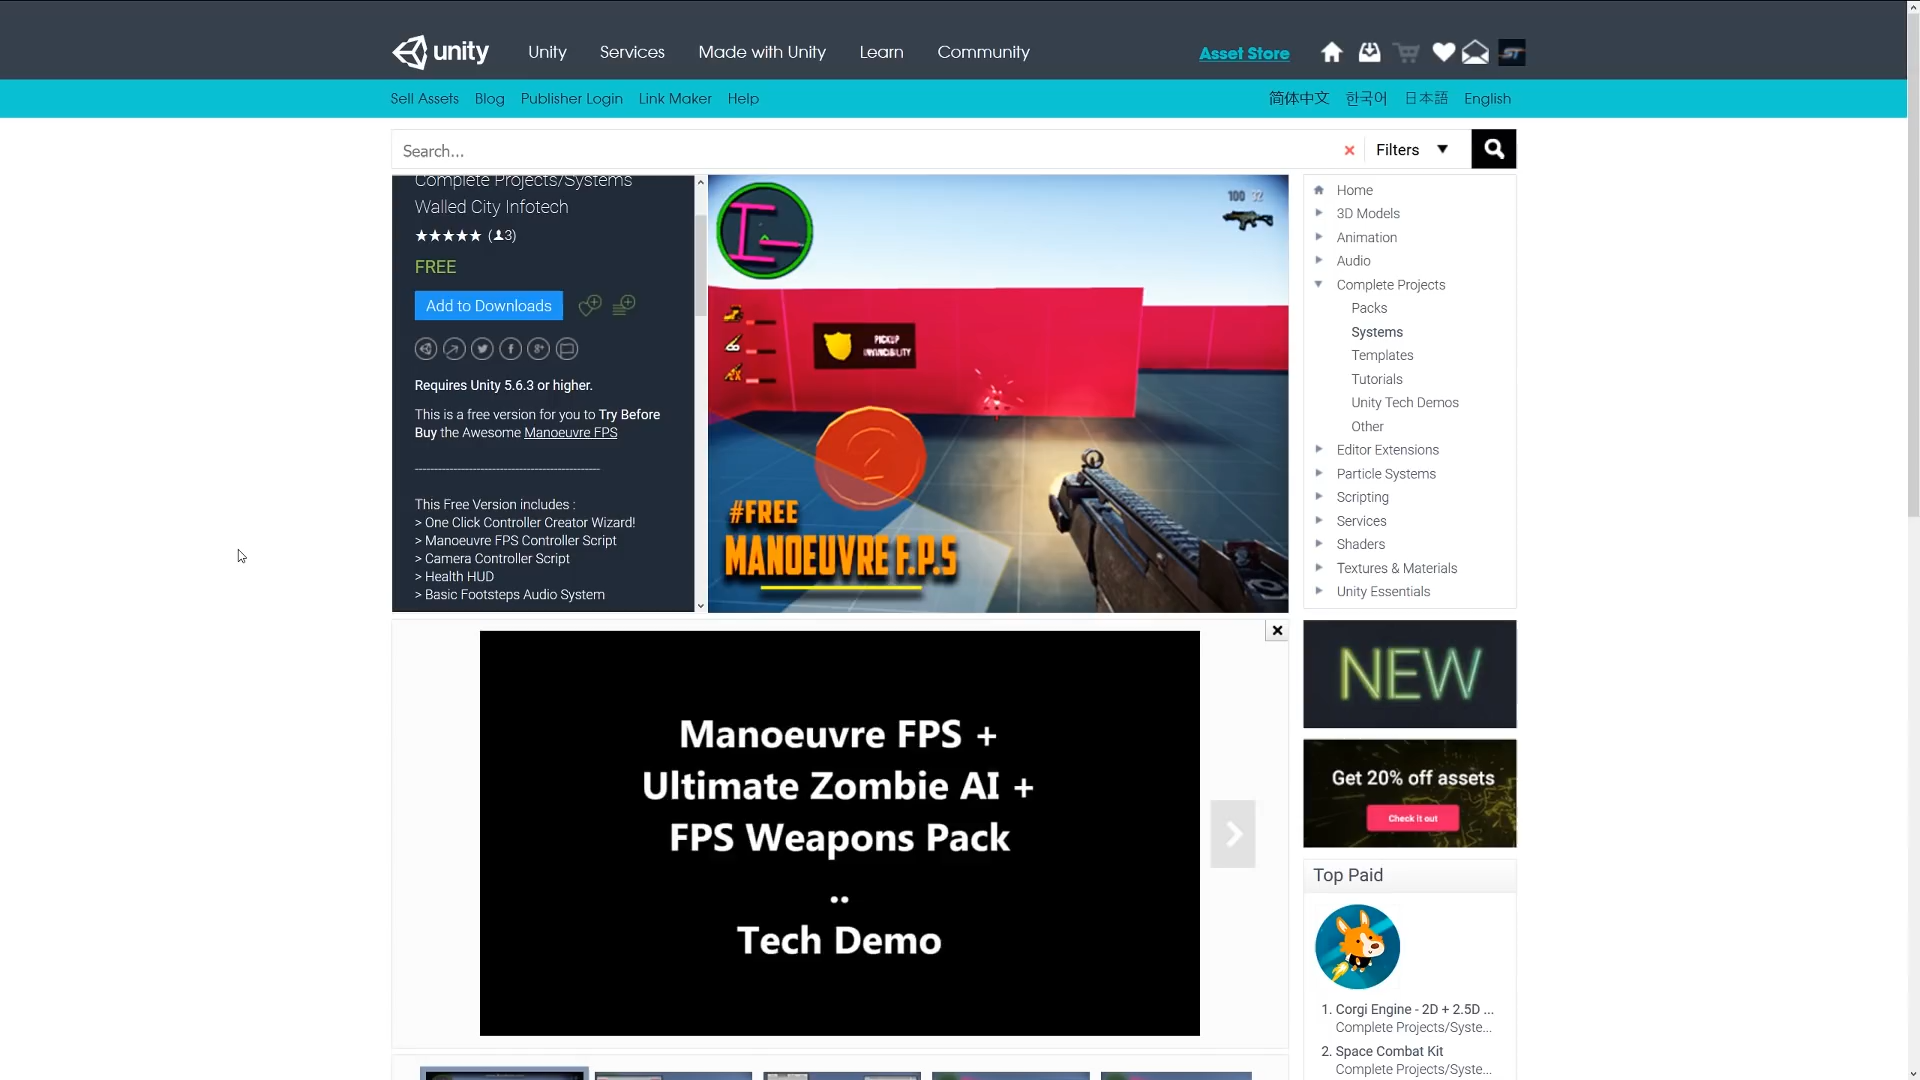 unity
Unity
Services
Made with Unity
Learn
Community
Asset Store
ST
Sell Assets
Blog
Publisher Login
Link Maker
Help
简体中文
한국어
日本語
English
Search...
Filters
Complete Projects/Systems
Walled City Infotech
(3)
FREE
Add to Downloads
Requires Unity 5.6.3 or higher.
This is a free version for you to Try Before
Buy the Awesome Manoeuvre FPS
This Free Version includes :
> One Click Controller Creator Wizard!
> Manoeuvre FPS Controller Script
> Camera Controller Script
> Health HUD
> Basic Footsteps Audio System
100 32
PICKUP
INVINCIBILITY
#FREE
MANOEUVRE F.P.S
Home
3D Models
Animation
Audio
Complete Projects
Packs
Systems
Templates
Tutorials
Unity Tech Demos
Other
Editor Extensions
Particle Systems
Scripting
Services
Shaders
Textures & Materials
Unity Essentials
Manoeuvre FPS +
Ultimate Zombie AI +
FPS Weapons Pack
..
Tech Demo
NEW
Get 20% off assets
Check it out
Top Paid
1. Corgi Engine - 2D + 2.5D ...
Complete Projects/Syste...
2. Space Combat Kit
Complete Projects/Syste...